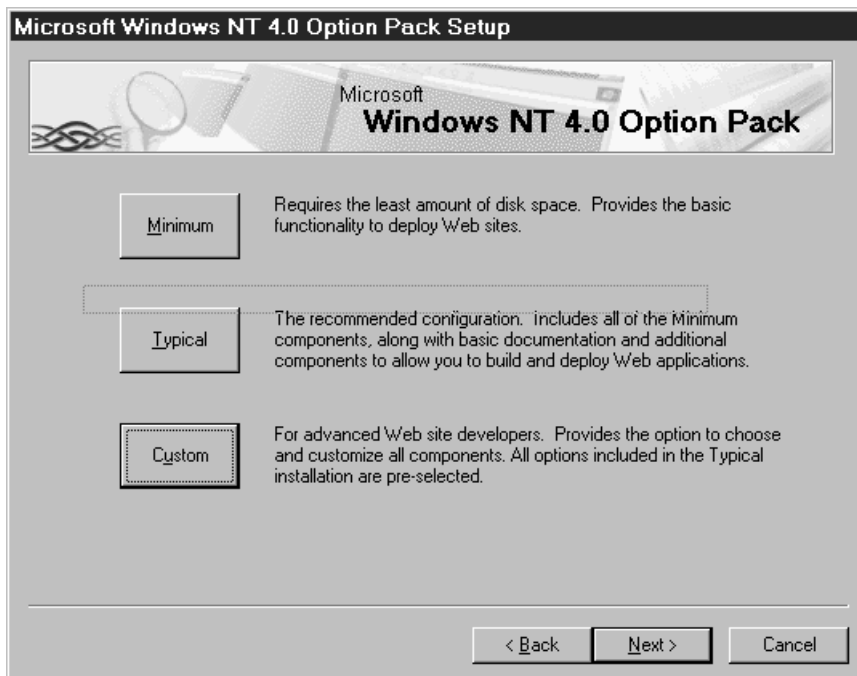 Microsoft Windows NT 4.0 Option Pack Setup
Microsoft
Windows NT 4.0 Option Pack
Minimum
Requires the least amount of disk space. Provides the basic
functionality to deploy Web sites.
Typical
The recommended configuration. Includes all of the Minimum
components, along with basic documentation and additional
components to allow you to build and deploy Web applications.
Custom
For advanced Web site developers. Provides the option to choose
and customize all components. All options included in the Typical
installation are pre-selected.
< Back
Next >
Cancel